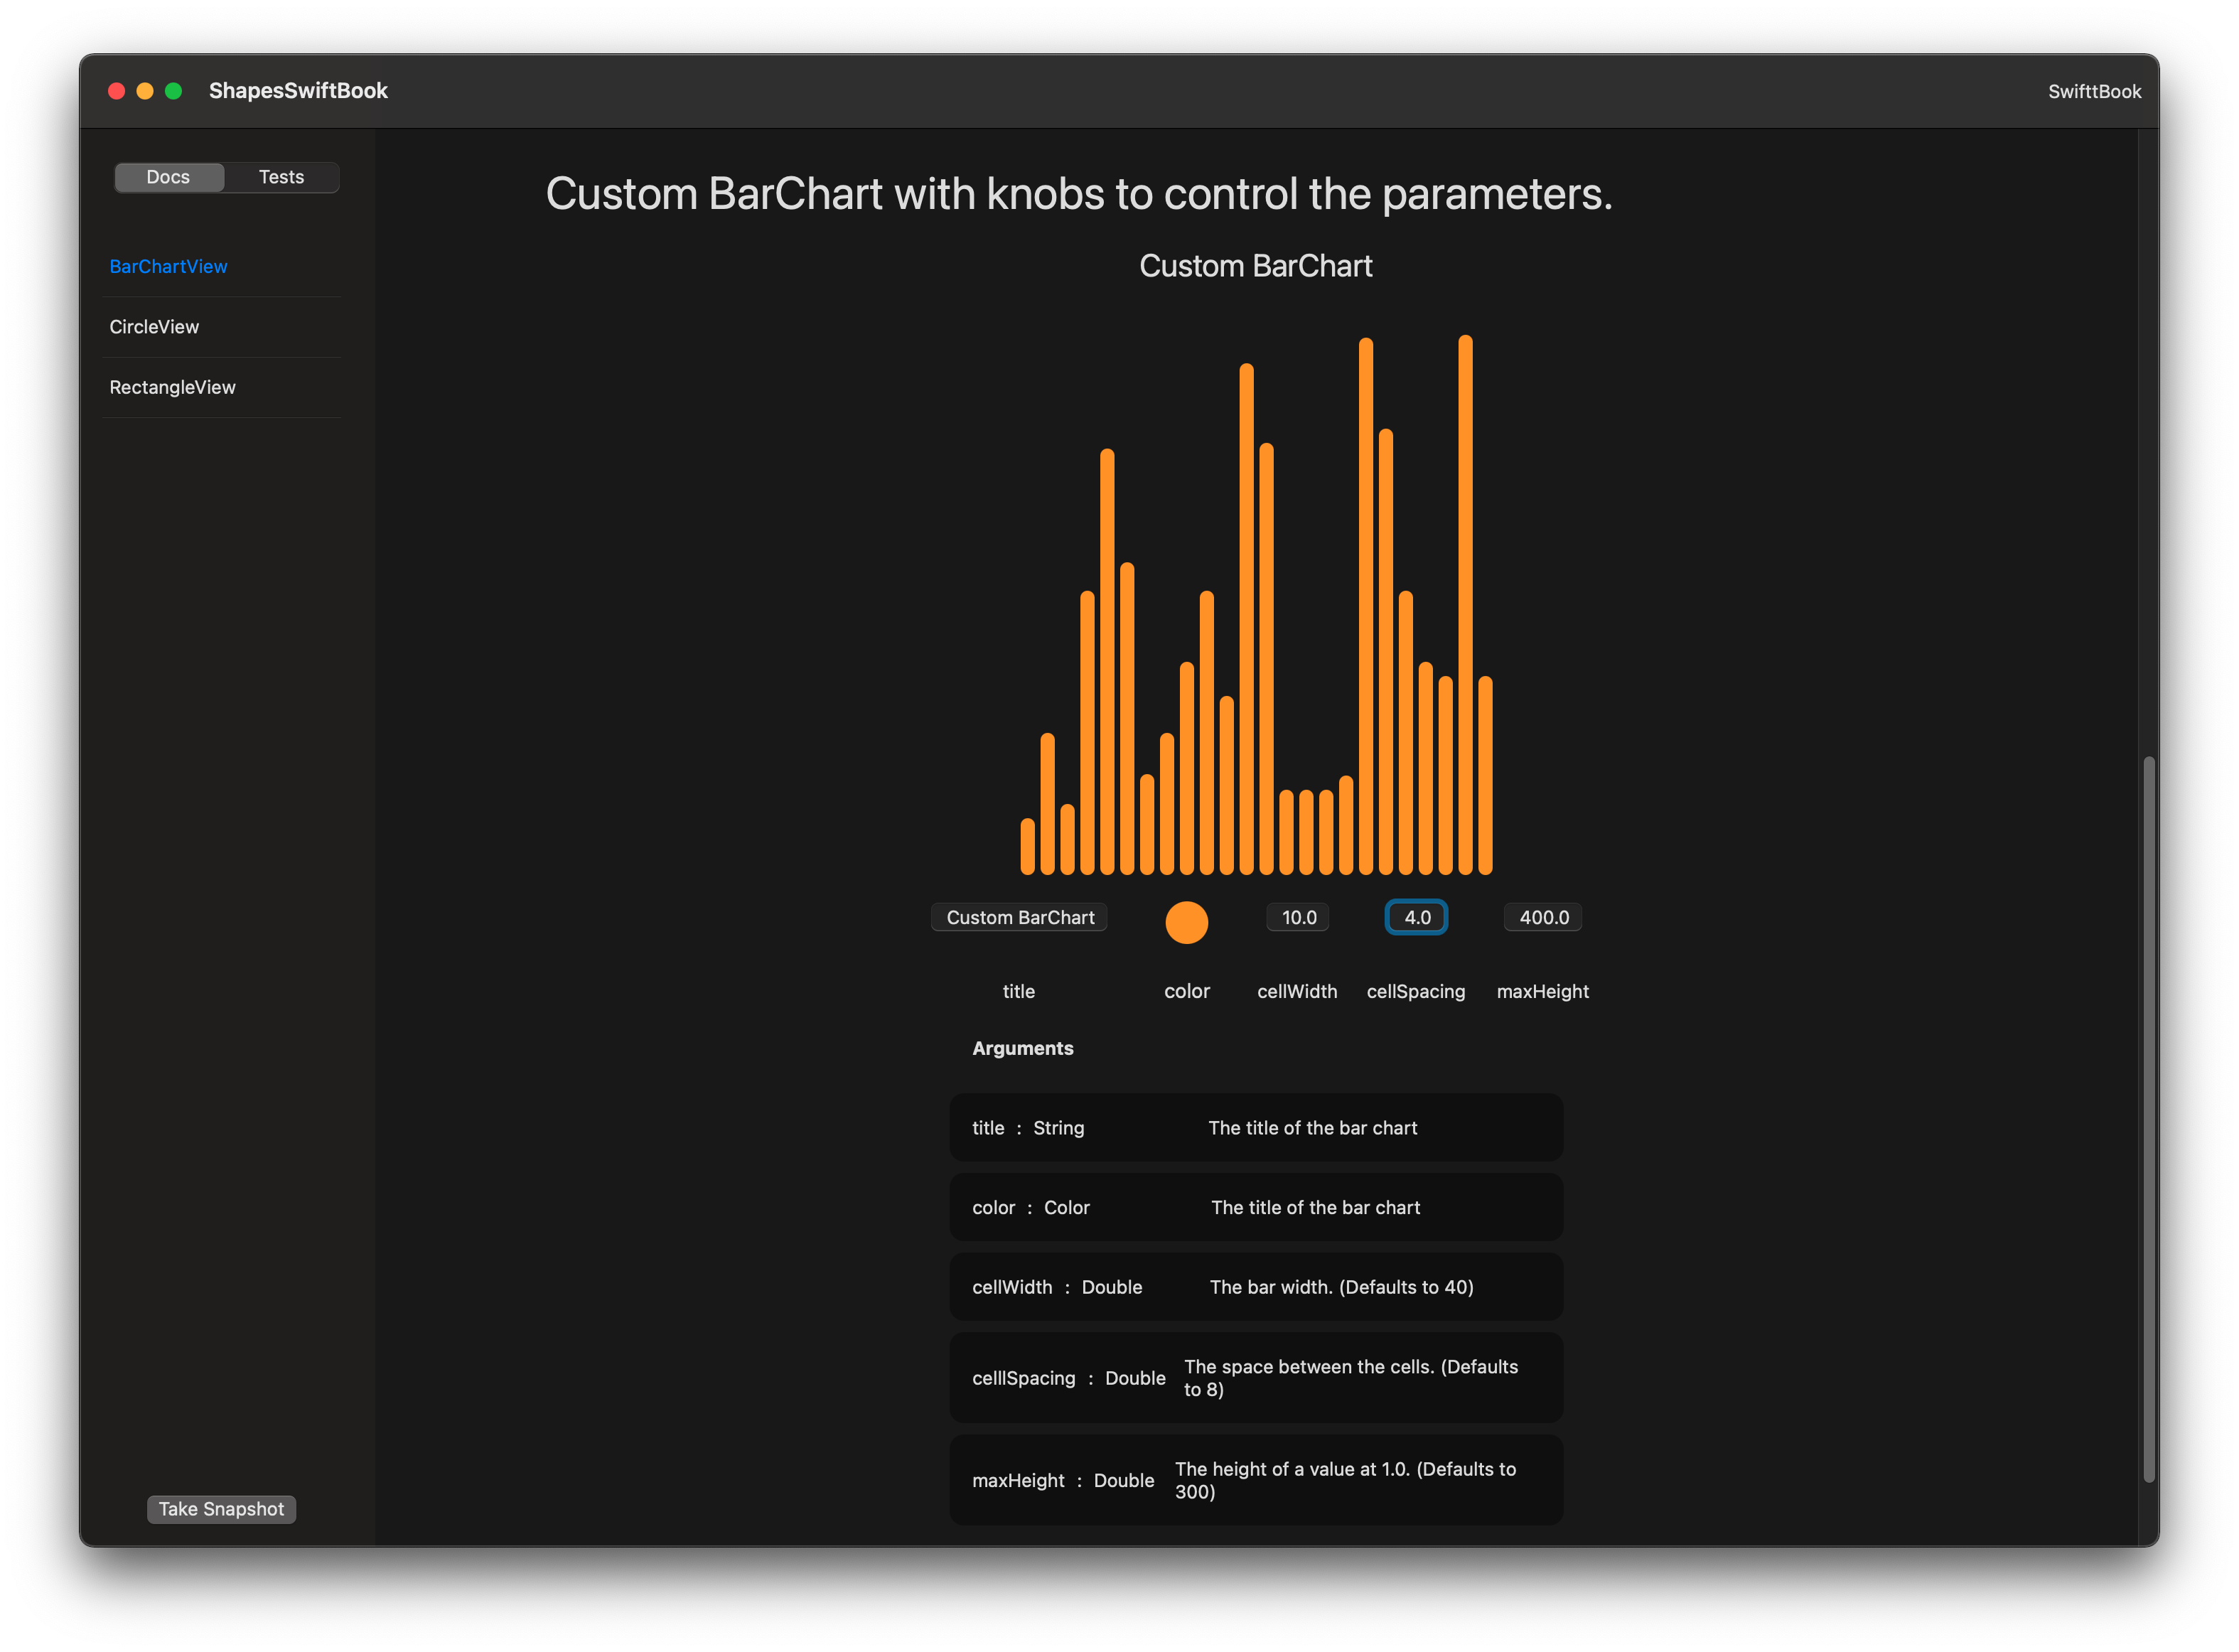 ShapesSwiftBook
SwifttBook
Docs Tests
BarChartView
CircleView
RectangleView
Take Snapshot
Custom BarChart with knobs to control the parameters.
Custom BarChart
Custom BarChart 10.0 4.0 400.0
title color cellWidth cellSpacing maxHeight
Arguments
title : String The title of the bar chart
color : Color The title of the bar chart
cellWidth : Double The bar width. (Defaults to 40)
celllSpacing : Double The space between the cells. (Defaults
to 8)
maxHeight : Double The height of a value at 1.0. (Defaults to
300)